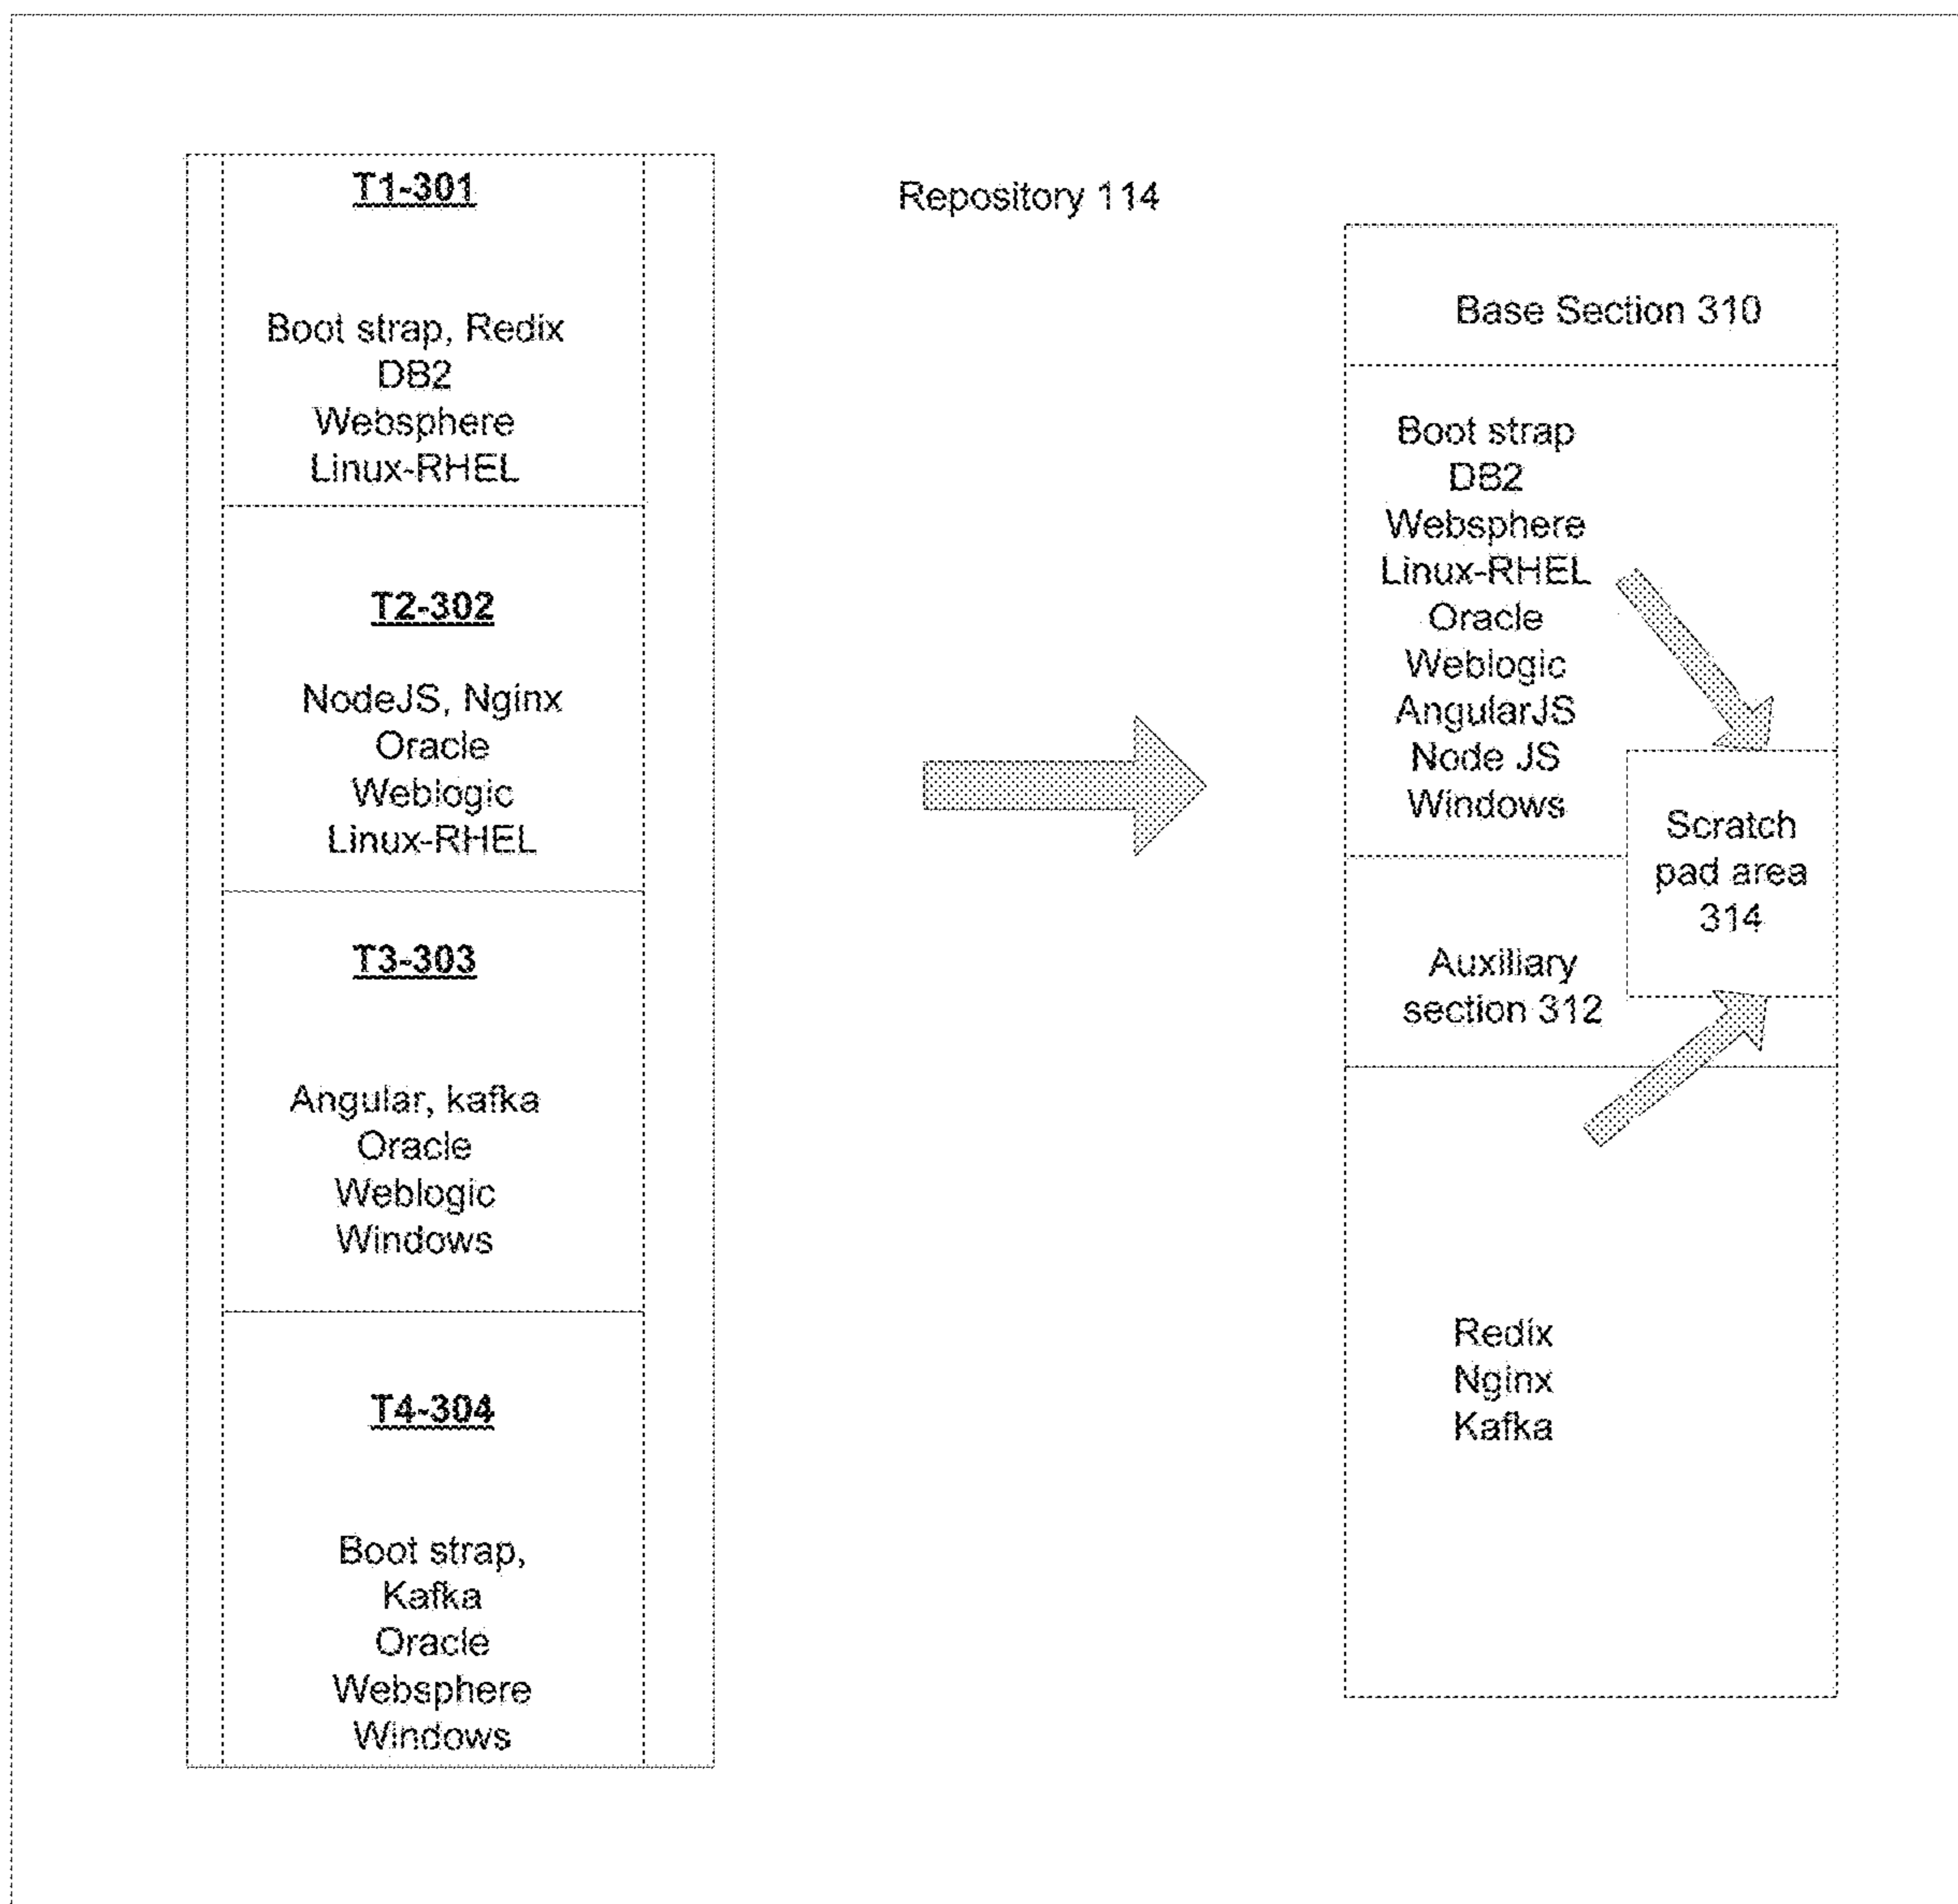 T1-301
Boot strap, Redix
DB2
Websphere
Linux-RHEL
T2-302
NodeJS, Nginx
Oracle
Weblogic
Linux-RHEL
T3-303
Angular, kafka
Oracle
Weblogic
Windows
T4-304
Boot strap,
Kafka
Oracle
Websphere
Windows
Repository 114
Base Section 310
Boot strap
DB2
Websphere
Linux-RHEL
Oracle
Weblogic
AngularJS
Node JS
Windows
Scratch
pad area
314
Auxiliary
section 312
Redix
Nginx
Kafka